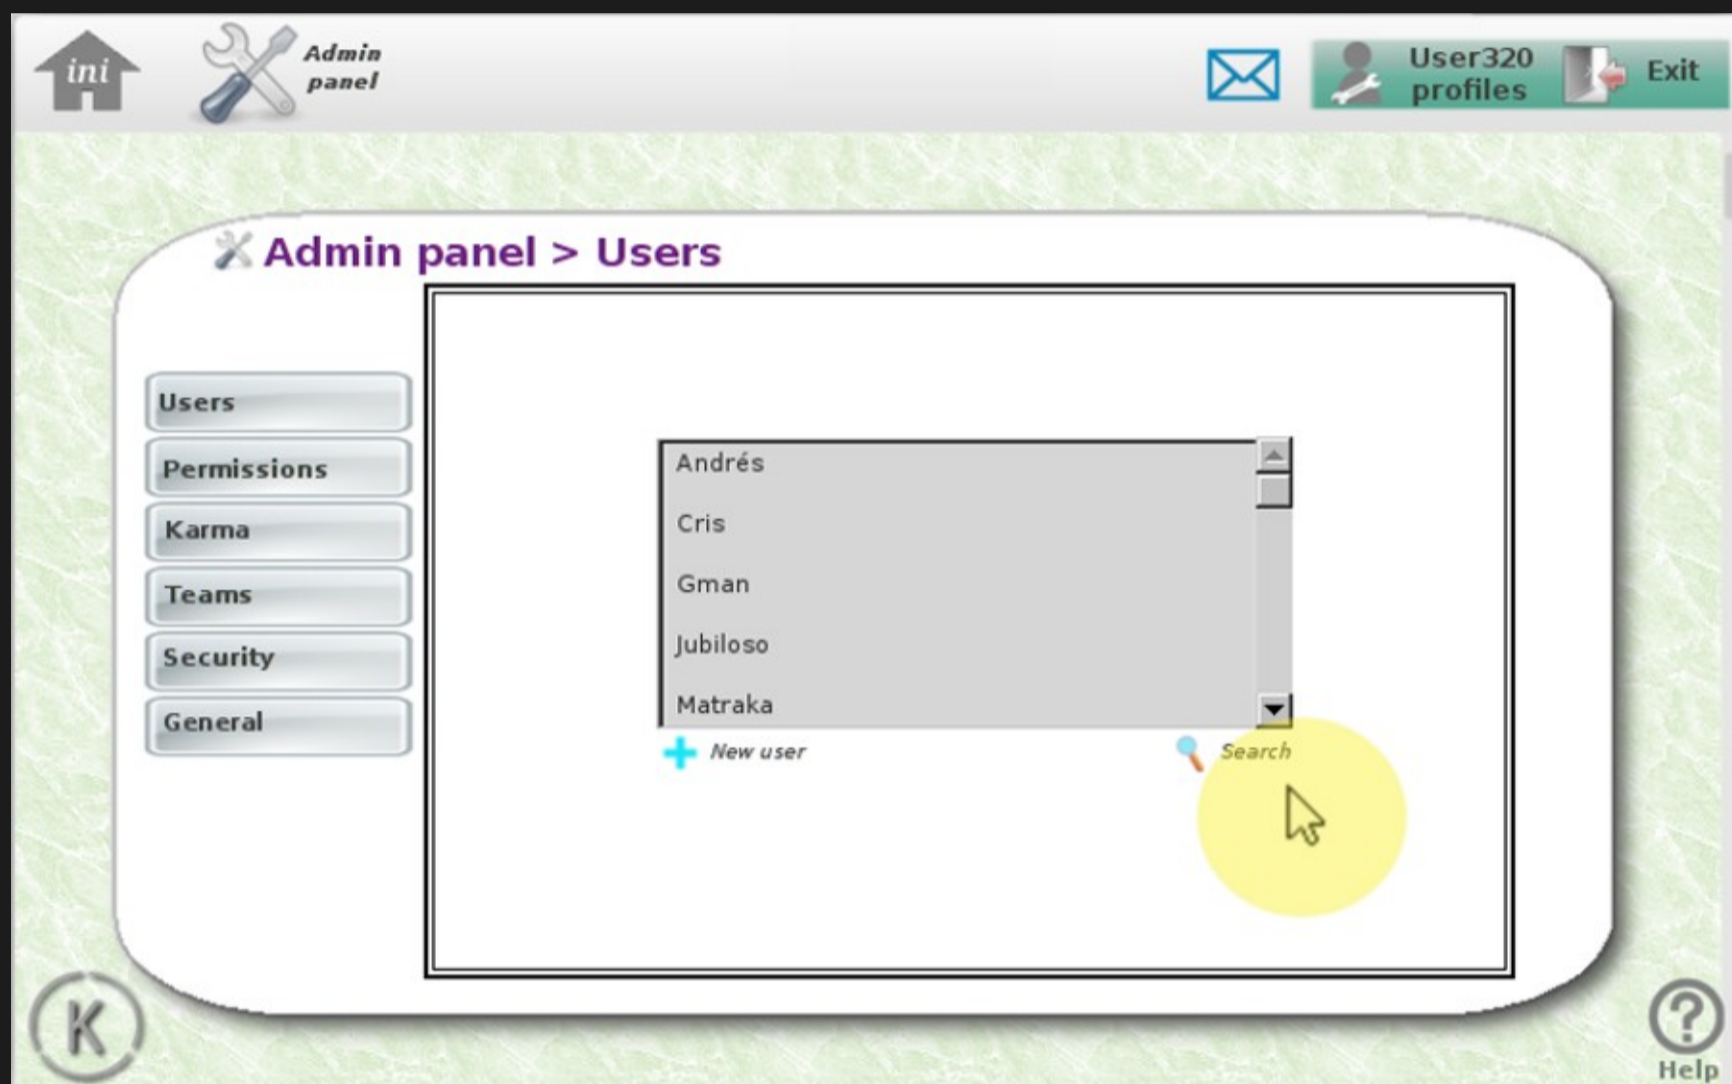 ini
Admin
panel
User320
profiles
Exit
Admin panel > Users
Users
Permissions
Karma
Teams
Security
General
Andrés
Cris
Gman
Jubiloso
Matraka
New user
Search
K
Help